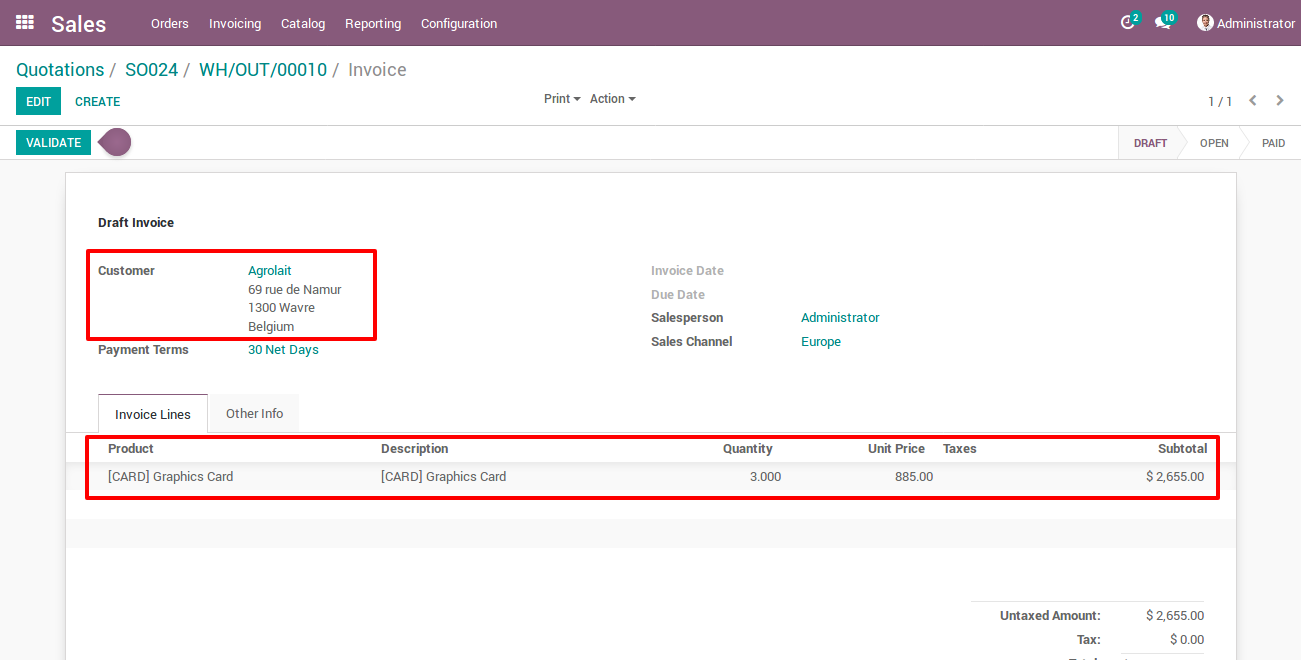 Sales Orders Invoicing Catalog Reporting Configuration 2 10 Administrator
Quotations / SO024 / WH/OUT/00010 / Invoice
EDIT CREATE Print Action 1 / 1
VALIDATE DRAFT OPEN PAID
Draft Invoice
Customer Agrolait Invoice Date
69 rue de Namur Due Date
1300 Wavre Salesperson Administrator
Belgium Sales Channel Europe
Payment Terms 30 Net Days
Invoice Lines Other Info
Product Description Quantity Unit Price Taxes Subtotal
[CARD] Graphics Card [CARD] Graphics Card 3.000 885.00 $ 2,655.00
Untaxed Amount: $ 2,655.00
Tax: $ 0.00